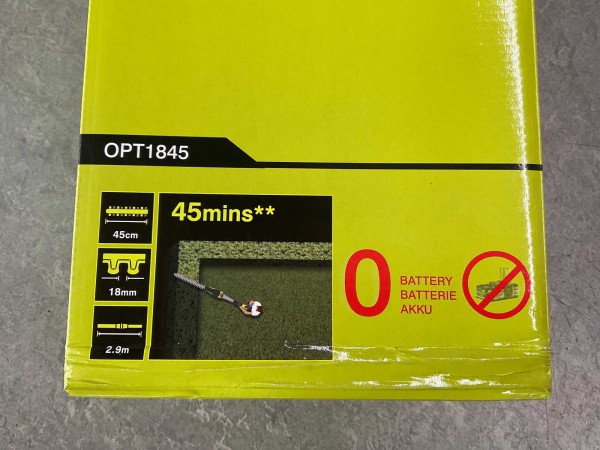 OPT1845
45mins**
45cm
18mm
2.9m
0
BATTERY
BATTERIE
AKKU